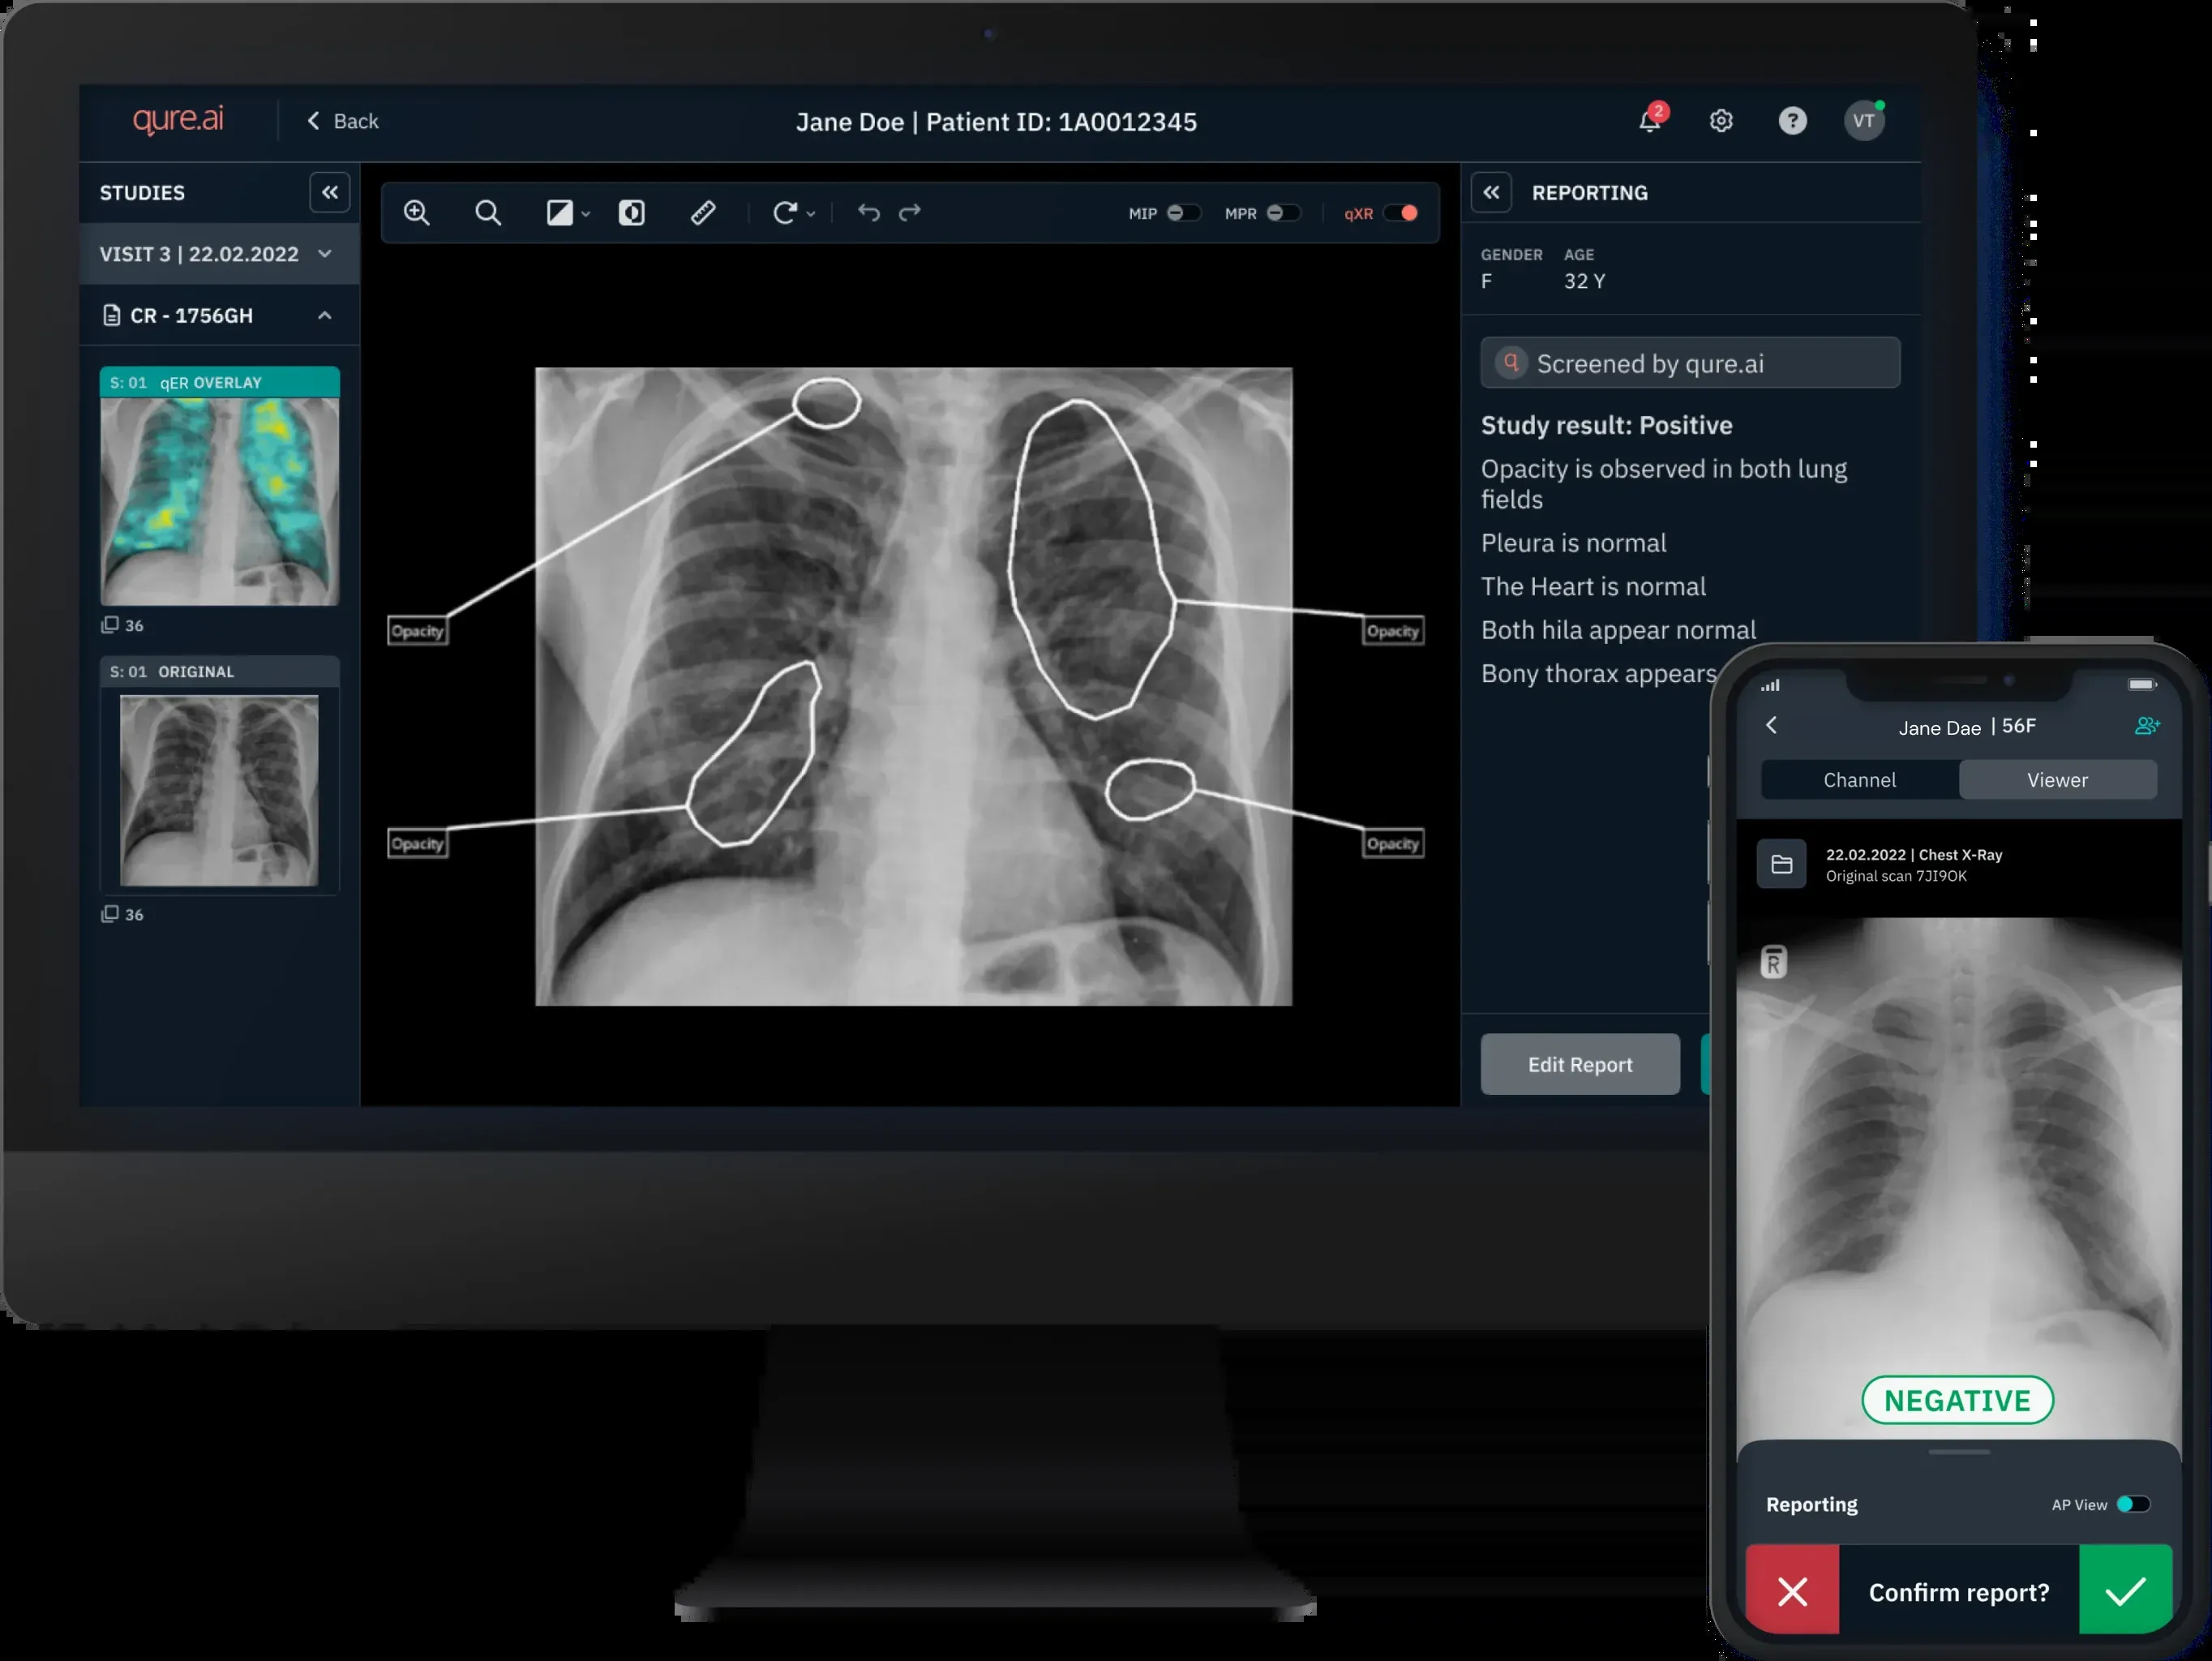 qure.ai
Back
Jane Doe | Patient ID: 1A0012345
2
?
VT
STUDIES
VISIT 3 | 22.02.2022
CR - 1756GH
S: 01 qER OVERLAY
36
S: 01 ORIGINAL
36
MIP
MPR
qXR
Opacity
Opacity
Opacity
Opacity
REPORTING
GENDER AGE
F 32 Y
q Screened by qure.ai
Study result: Positive
Opacity is observed in both lung
fields
Pleura is normal
The Heart is normal
Both hila appear normal
Bony thorax appears
Edit Report
Jane Dae | 56F
Channel Viewer
22.02.2022 | Chest X-Ray
Original scan 7JI9OK
R
NEGATIVE
Reporting
AP View
Confirm report?